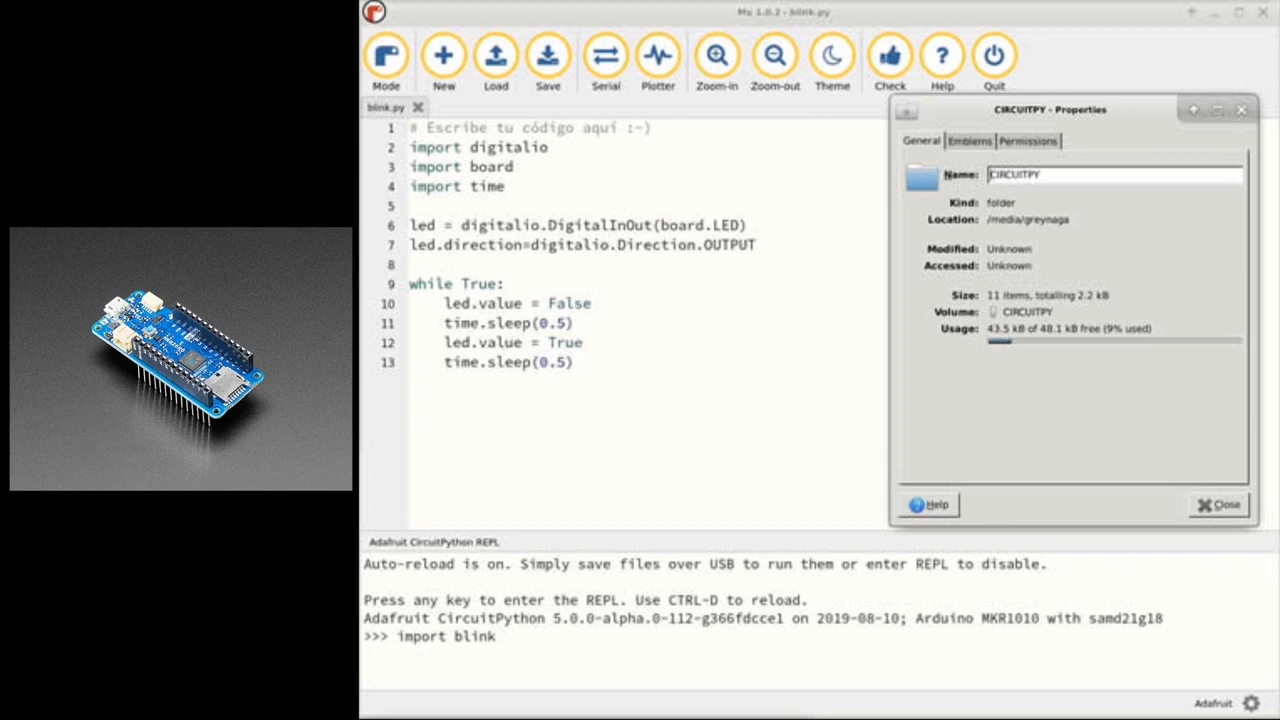 Mu 1.0.2 - blink.py
Mode New Load Save Serial Plotter Zoom-in Zoom-out Theme Check Help Quit
blink.py
1 # Escribe tu código aquí :-)
2 import digitalio
3 import board
4 import time
5
6 led = digitalio.DigitalInOut(board.LED)
7 led.direction=digitalio.Direction.OUTPUT
8
9 while True:
10 led.value = False
11 time.sleep(0.5)
12 led.value = True
13 time.sleep(0.5)
CIRCUITPY - Properties
General Emblems Permissions
Name: CIRCUITPY
Kind: folder
Location: /media/greynaga
Modified: Unknown
Accessed: Unknown
Size: 11 items, totalling 2.2 kB
Volume: CIRCUITPY
Usage: 43.5 kB of 48.1 kB free (9% used)
Help Close
Adafruit CircuitPython REPL
Auto-reload is on. Simply save files over USB to run them or enter REPL to disable.
Press any key to enter the REPL. Use CTRL-D to reload.
Adafruit CircuitPython 5.0.0-alpha.0-112-g366fdcce1 on 2019-08-10; Arduino MKR1010 with samd21g18
>>> import blink
Adafruit